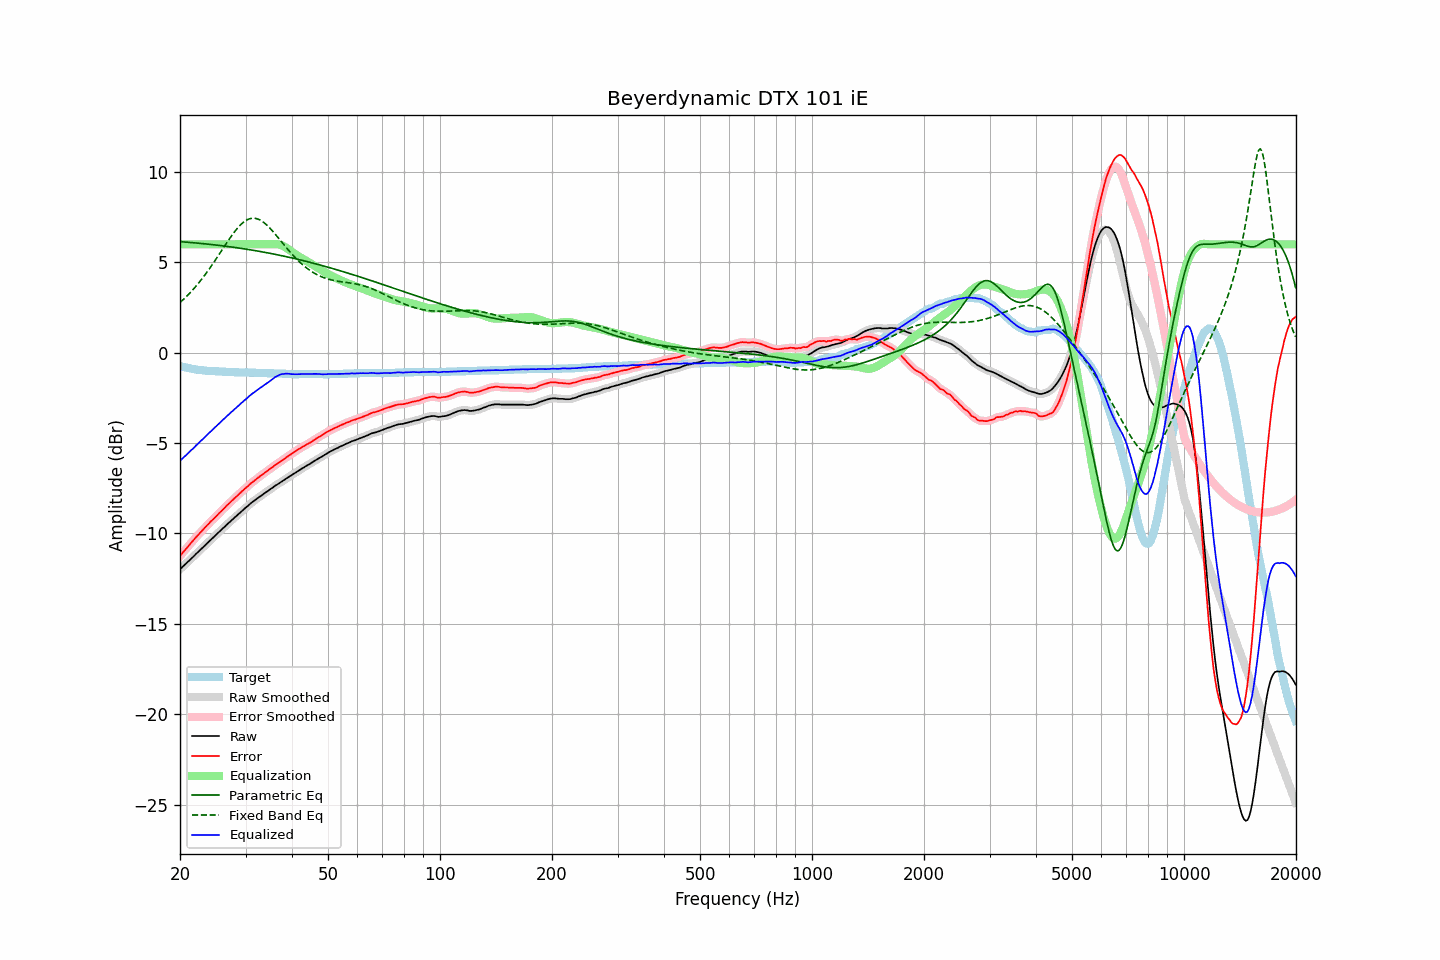 Beyerdynamic DTX 101 iE
Amplitude (dBr)
10
5
0
−5
−10
−15
−20
−25
Target
Raw Smoothed
Error Smoothed
Raw
Error
Equalization
Parametric Eq
Fixed Band Eq
Equalized
20 50 100 200 500 1000 2000 5000 10000 20000
Frequency (Hz)